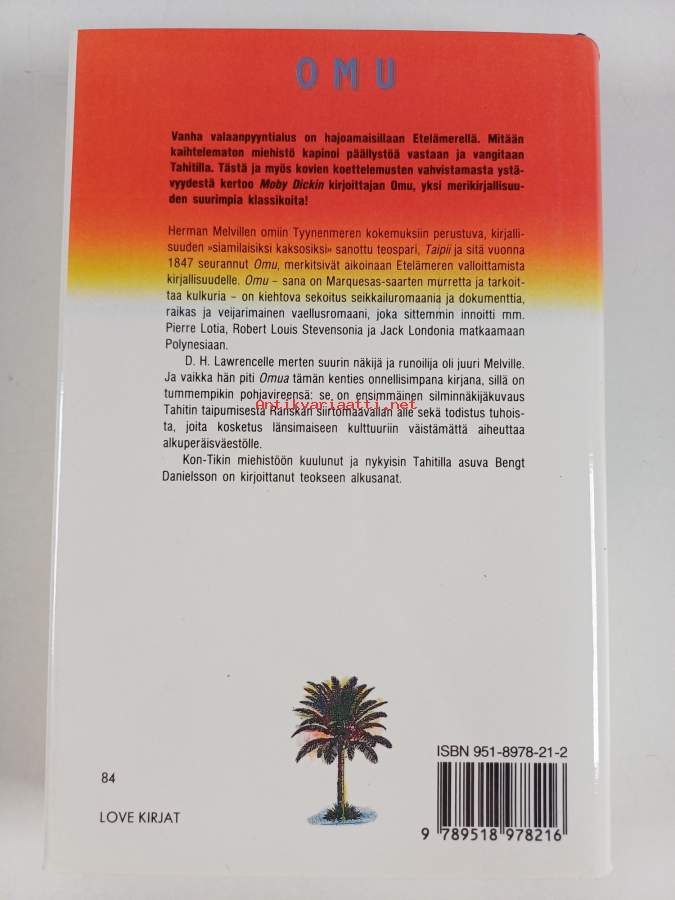 OMU
Vanha valaanpyyntialus on hajoamaisillaan Etelämerellä. Mitään
kaihtelematon miehistö kapinoi päällystöä vastaan ja vangitaan
Tahitilla. Tästä ja myös kovien koettelemusten vahvistamasta ystä-
vyydestä kertoo Moby Dickin kirjoittajan Omu, yksi merikirjallisuu-
den suurimpia klassikoita!
Herman Melvillen omiin Tyynenmeren kokemuksiin perustuva, kirjalli-
suuden »siamilaisiksi kaksosiksi» sanottu teospari, Taipii ja sitä vuonna
1847 seurannut Omu, merkitsivät aikoinaan Etelämeren valloittamista
kirjallisuudelle. Omu – sana on Marquesas-saarten murretta ja tarkoit-
taa kulkuria – on kiehtova sekoitus seikkailuromaania ja dokumenttia,
raikas ja veijarimainen vaellusromaani, joka sittemmin innoitti mm.
Pierre Lotia, Robert Louis Stevensonia ja Jack Londonia matkaamaan
Polynesiaan.
D. H. Lawrencelle merten suurin näkijä ja runoilija oli juuri Melville.
Ja vaikka hän piti Omua tämän kenties onnellisimpana kirjana, sillä on
tummempikin pohjavireensä: se on ensimmäinen silminnäkijäkuvaus
Tahitin taipumisesta Ranskan siirtomaavallan alle sekä todistus tuhois-
Antikvariaatti.net
ta, joita kosketus länsimaiseen kulttuuriin väistämättä aiheuttaa
alkuperäisväestölle.
Kon-Tikin miehistöön kuulunut ja nykyisin Tahitilla asuva Bengt
Danielsson on kirjoittanut teokseen alkusanat.
ISBN 951-8978-21-2
84
LOVE KIRJAT
9 789518 978216